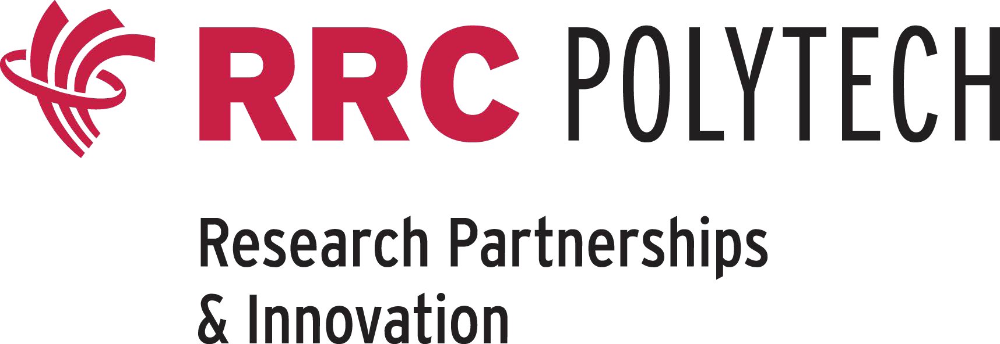 RRC POLYTECH
Research Partnerships
& Innovation